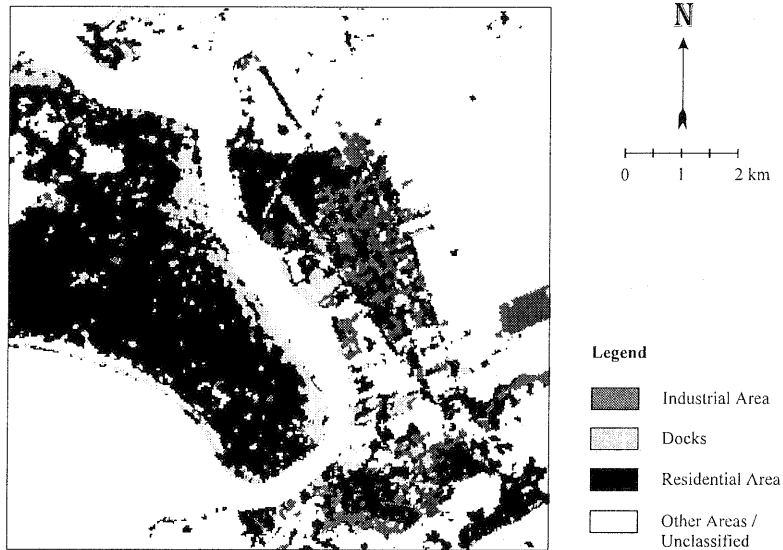 N
0 1 2 km
Legend
Industrial Area
Docks
Residential Area
Other Areas /
Unclassified